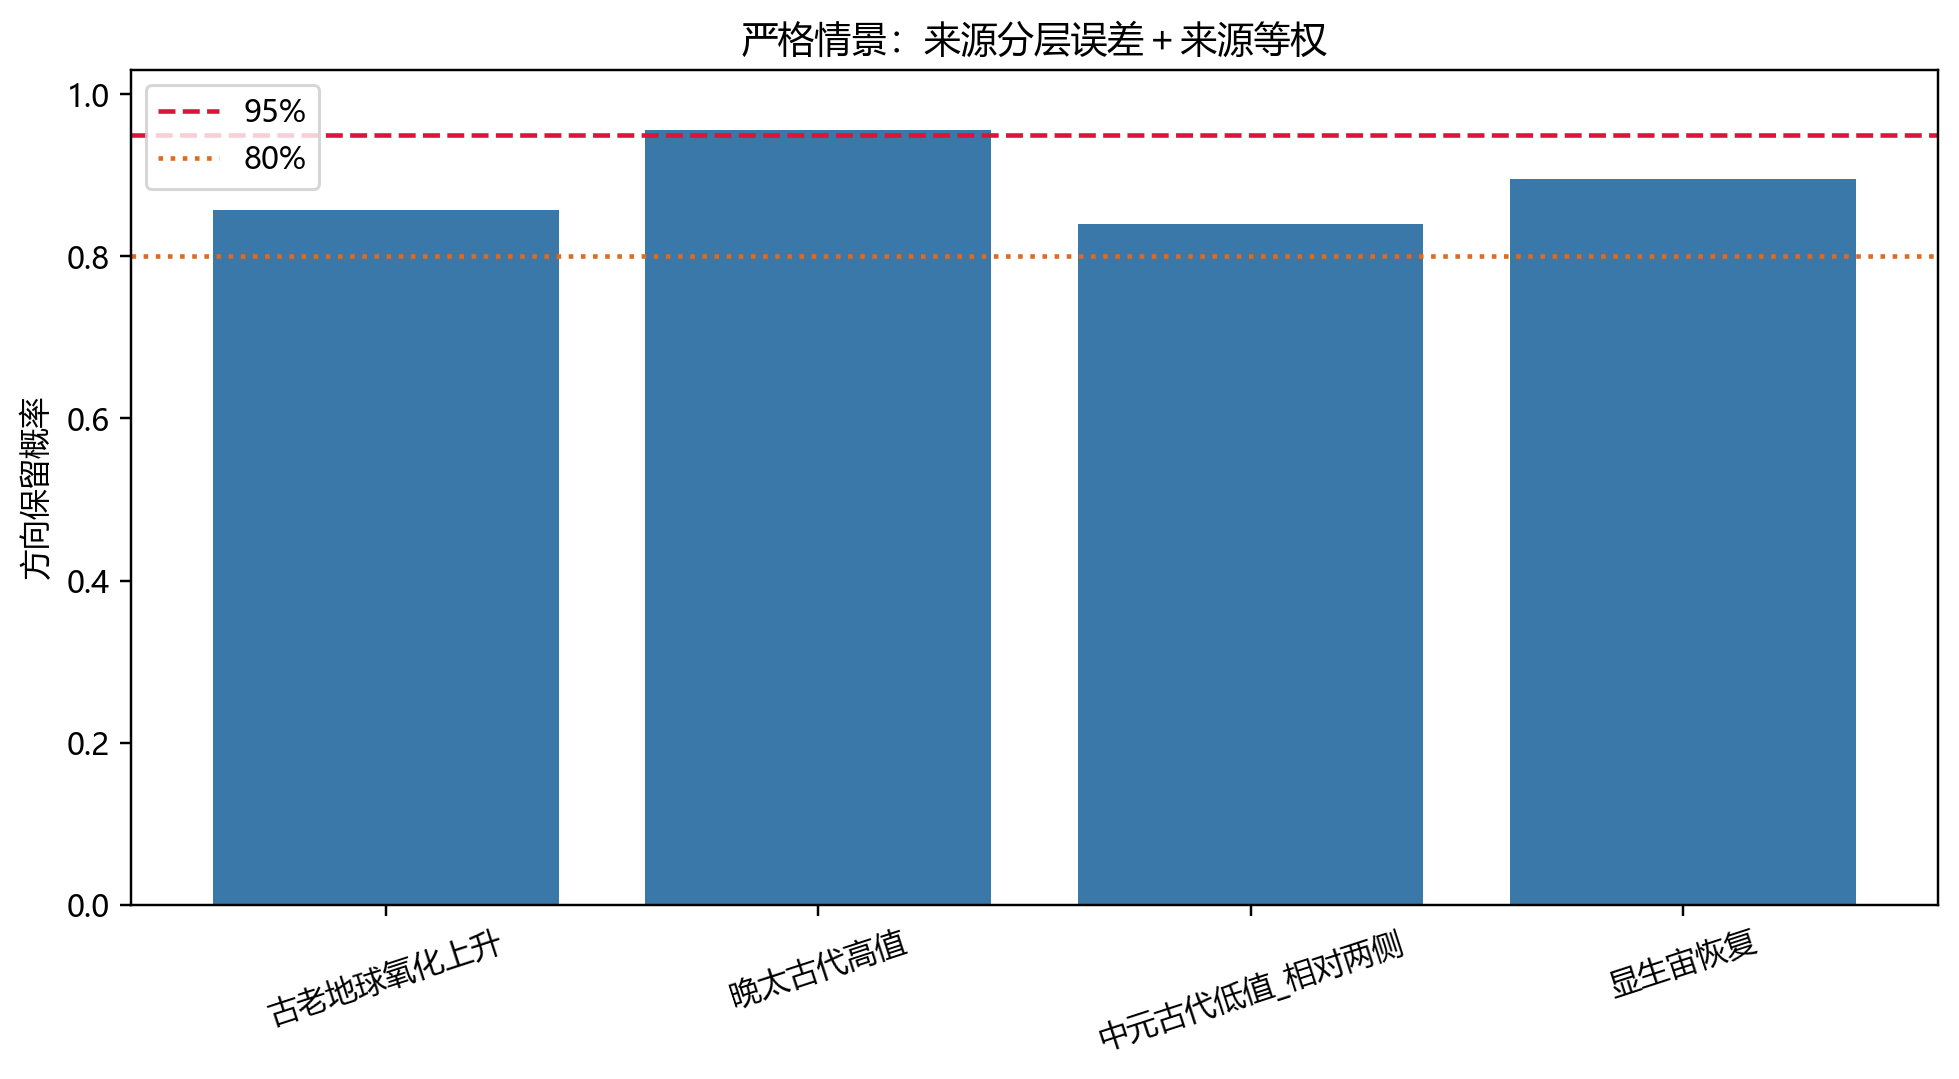 严格情景：来源分层误差 + 来源等权
95%
80%
方向保留概率
1.0
0.8
0.6
0.4
0.2
0.0
古老地球氧化上升
晚太古代高值
中元古代低值_相对两侧
显生宙恢复